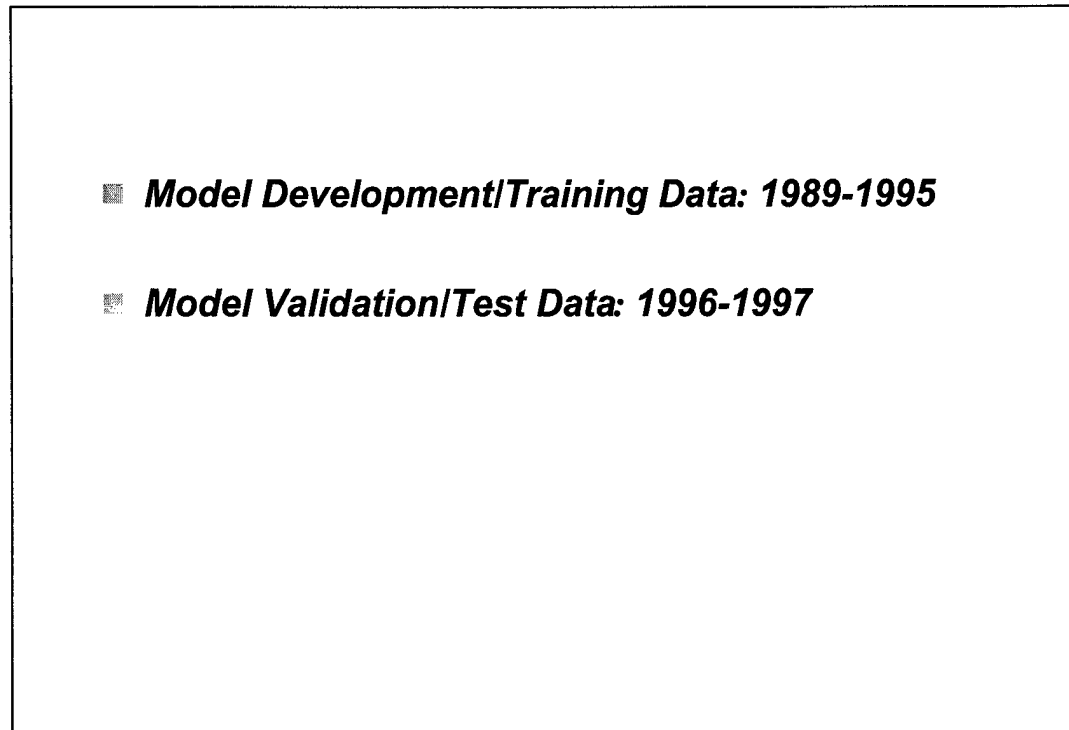 Model Development/Training Data: 1989-1995
Model Validation/Test Data: 1996-1997